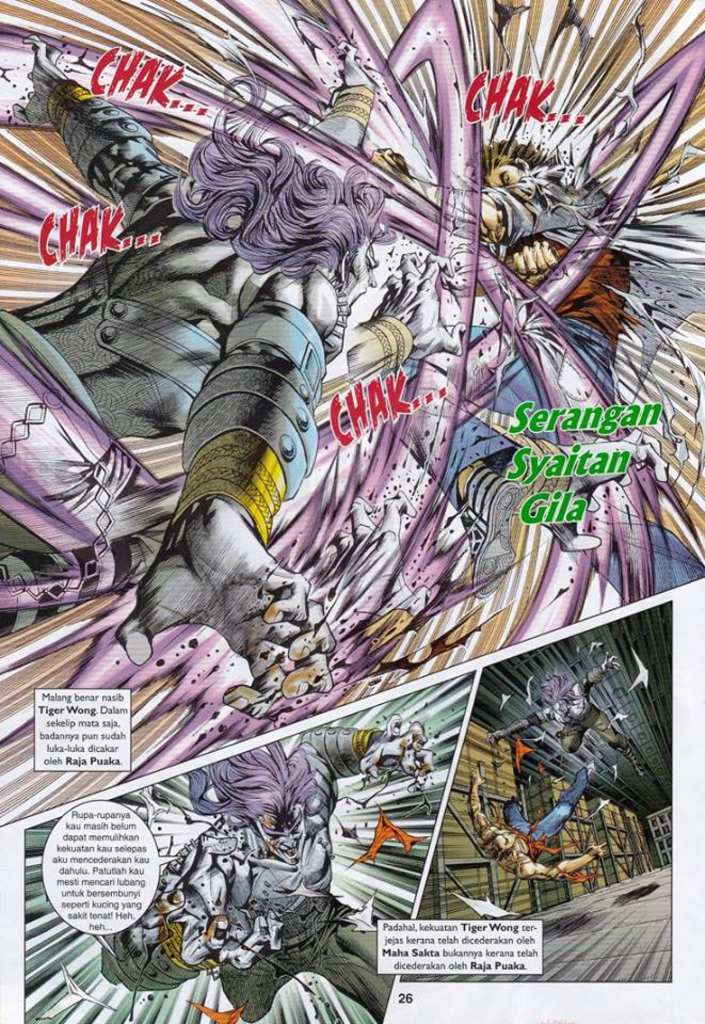 CHAK...
CHAK...
CHAK...
CHAK...
Serangan
Syaitan
Gila
Malang benar nasib
Tiger Wong. Dalam
sekelip mata saja,
badannya pun sudah
luka-luka dicakar
oleh Raja Puaka.
Rupa-rupanya
kau masih belum
dapat memulihkan
kekuatan kau selepas
aku mencederakan kau
dahulu. Patutlah kau
mesti mencari lubang
untuk bersembunyi
seperti kucing yang
sakit tenat! Heh,
heh...
Padahal, kekuatan Tiger Wong ter-
jejas kerana telah dicederakan oleh
Maha Sakta bukannya kerana telah
dicederakan oleh Raja Puaka.
26